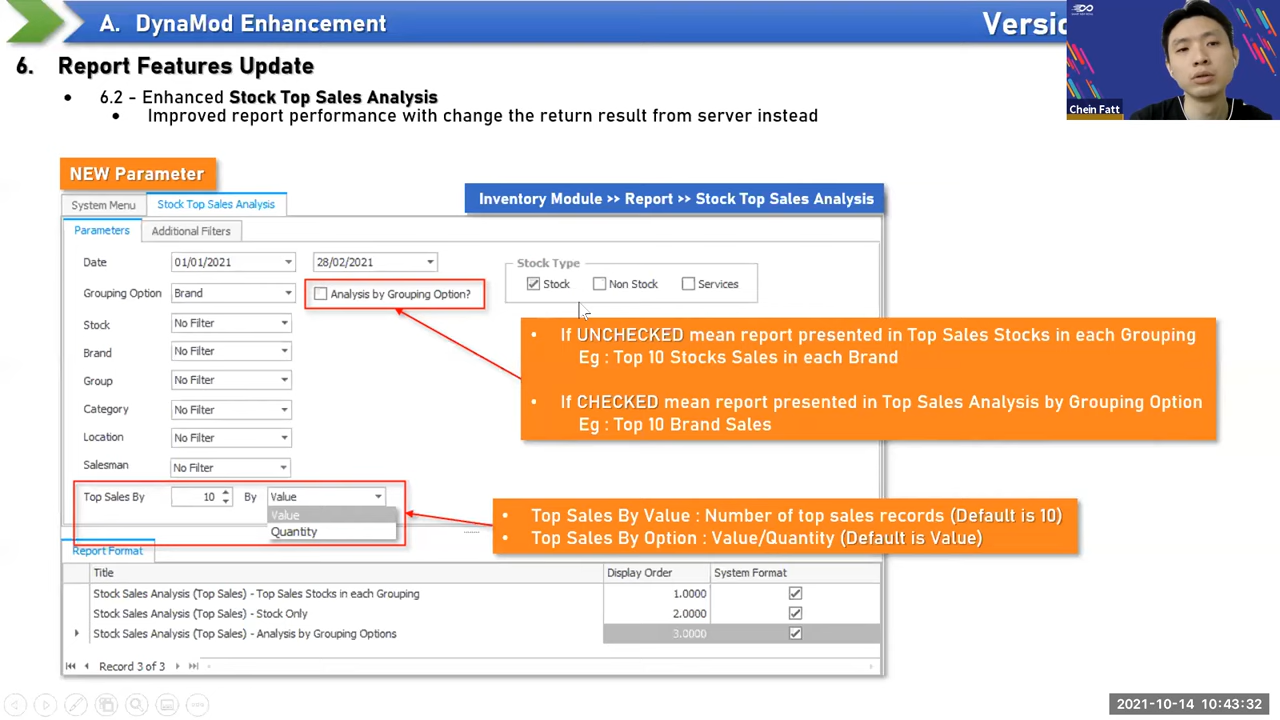 A. DynaMod Enhancement
Versio
Chein Fatt
6. Report Features Update
• 6.2 - Enhanced Stock Top Sales Analysis
• Improved report performance with change the return result from server instead
NEW Parameter
Inventory Module >> Report >> Stock Top Sales Analysis
System Menu
Stock Top Sales Analysis
Parameters
Additional Filters
Date 01/01/2021 28/02/2021
Grouping Option Brand Analysis by Grouping Option?
Stock Type
Stock Non Stock Services
Stock No Filter
Brand No Filter
Group No Filter
Category No Filter
Location No Filter
Salesman No Filter
• If UNCHECKED mean report presented in Top Sales Stocks in each Grouping
Eg : Top 10 Stocks Sales in each Brand
• If CHECKED mean report presented in Top Sales Analysis by Grouping Option
Eg : Top 10 Brand Sales
Top Sales By 10 By Value
Value
Quantity
• Top Sales By Value : Number of top sales records (Default is 10)
• Top Sales By Option : Value/Quantity (Default is Value)
Report Format
Title Display Order System Format
Stock Sales Analysis (Top Sales) - Top Sales Stocks in each Grouping 1.0000
Stock Sales Analysis (Top Sales) - Stock Only 2.0000
Stock Sales Analysis (Top Sales) - Analysis by Grouping Options 3.0000
Record 3 of 3
2021-10-14 10:43:32